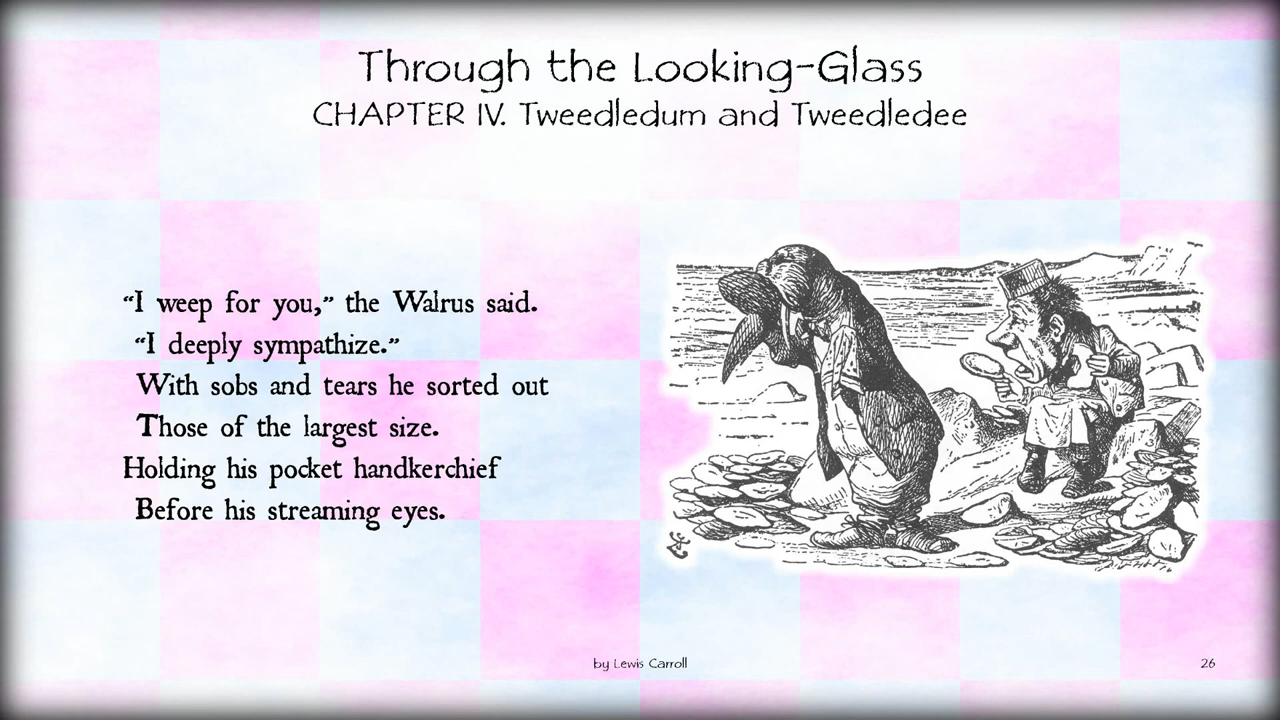 Through the Looking-Glass
CHAPTER IV. Tweedledum and Tweedledee
“I weep for you,” the Walrus said.
“I deeply sympathize.”
With sobs and tears he sorted out
Those of the largest size.
Holding his pocket handkerchief
Before his streaming eyes.
by Lewis Carroll
26